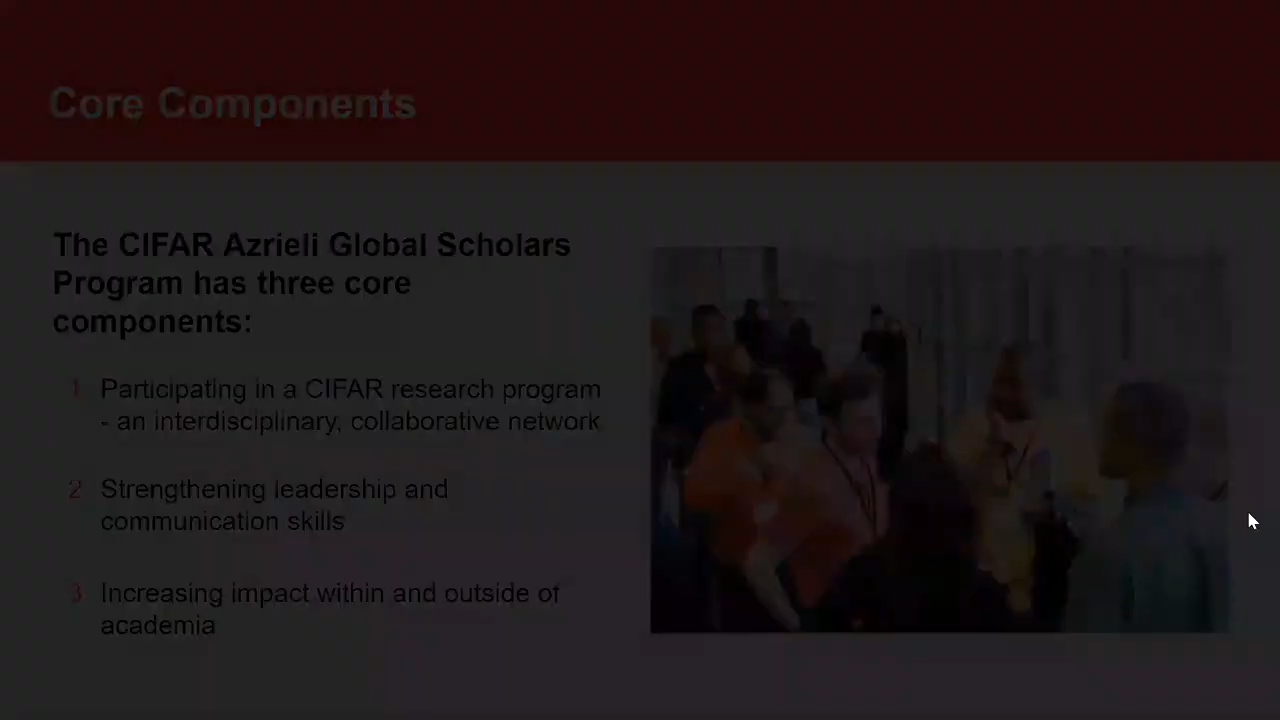 Core Components
The CIFAR Azrieli Global Scholars
Program has three core
components:
1 Participating in a CIFAR research program
- an interdisciplinary, collaborative network
2 Strengthening leadership and
communication skills
3 Increasing impact within and outside of
academia